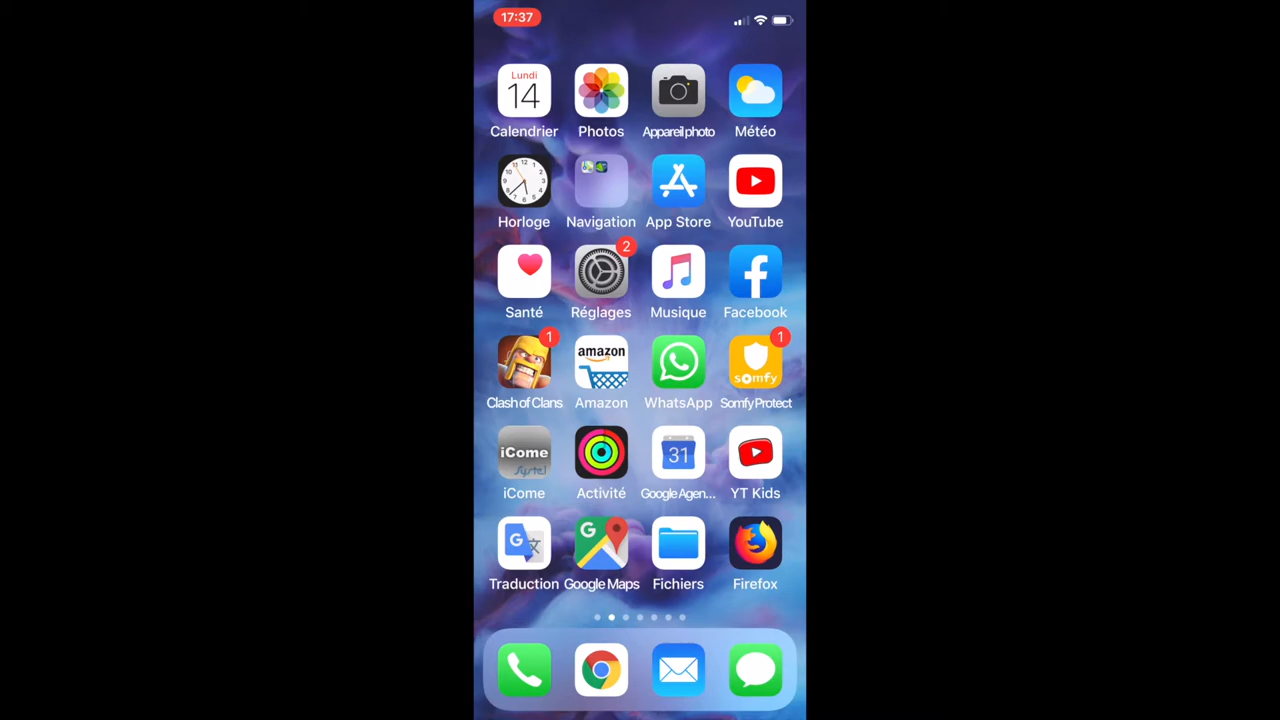 17:37
Lundi
14
Calendrier
Photos
Appareil photo
Météo
Horloge
Navigation
App Store
YouTube
2
Santé
Réglages
Musique
Facebook
1
amazon
1
somfy
Clash of Clans
Amazon
WhatsApp
Somfy Protect
iCome
Systel
31
iCome
Activité
Google Agen...
YT Kids
G 文
G
Traduction
Google Maps
Fichiers
Firefox